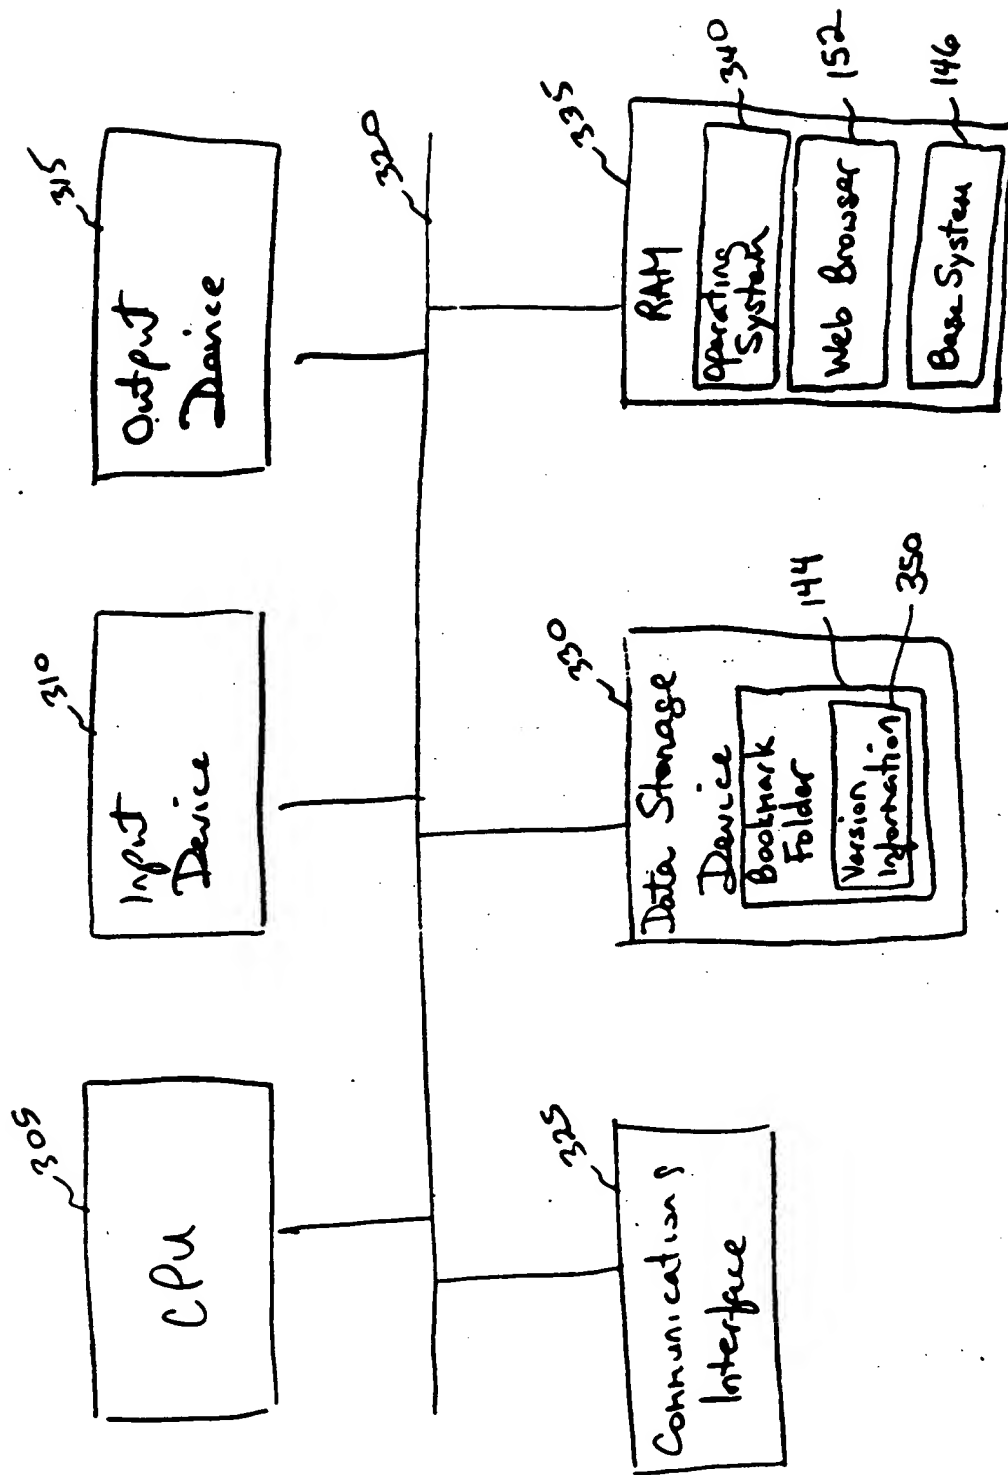 305
CPU
310
Input
Device
315
Output
Device
320
325
Communications
Interface
330
Data Storage
Device
Bookmark
Folder
144
Version
Information
350
335
RAM
Operating
System
340
Web Browser
152
Base System
146